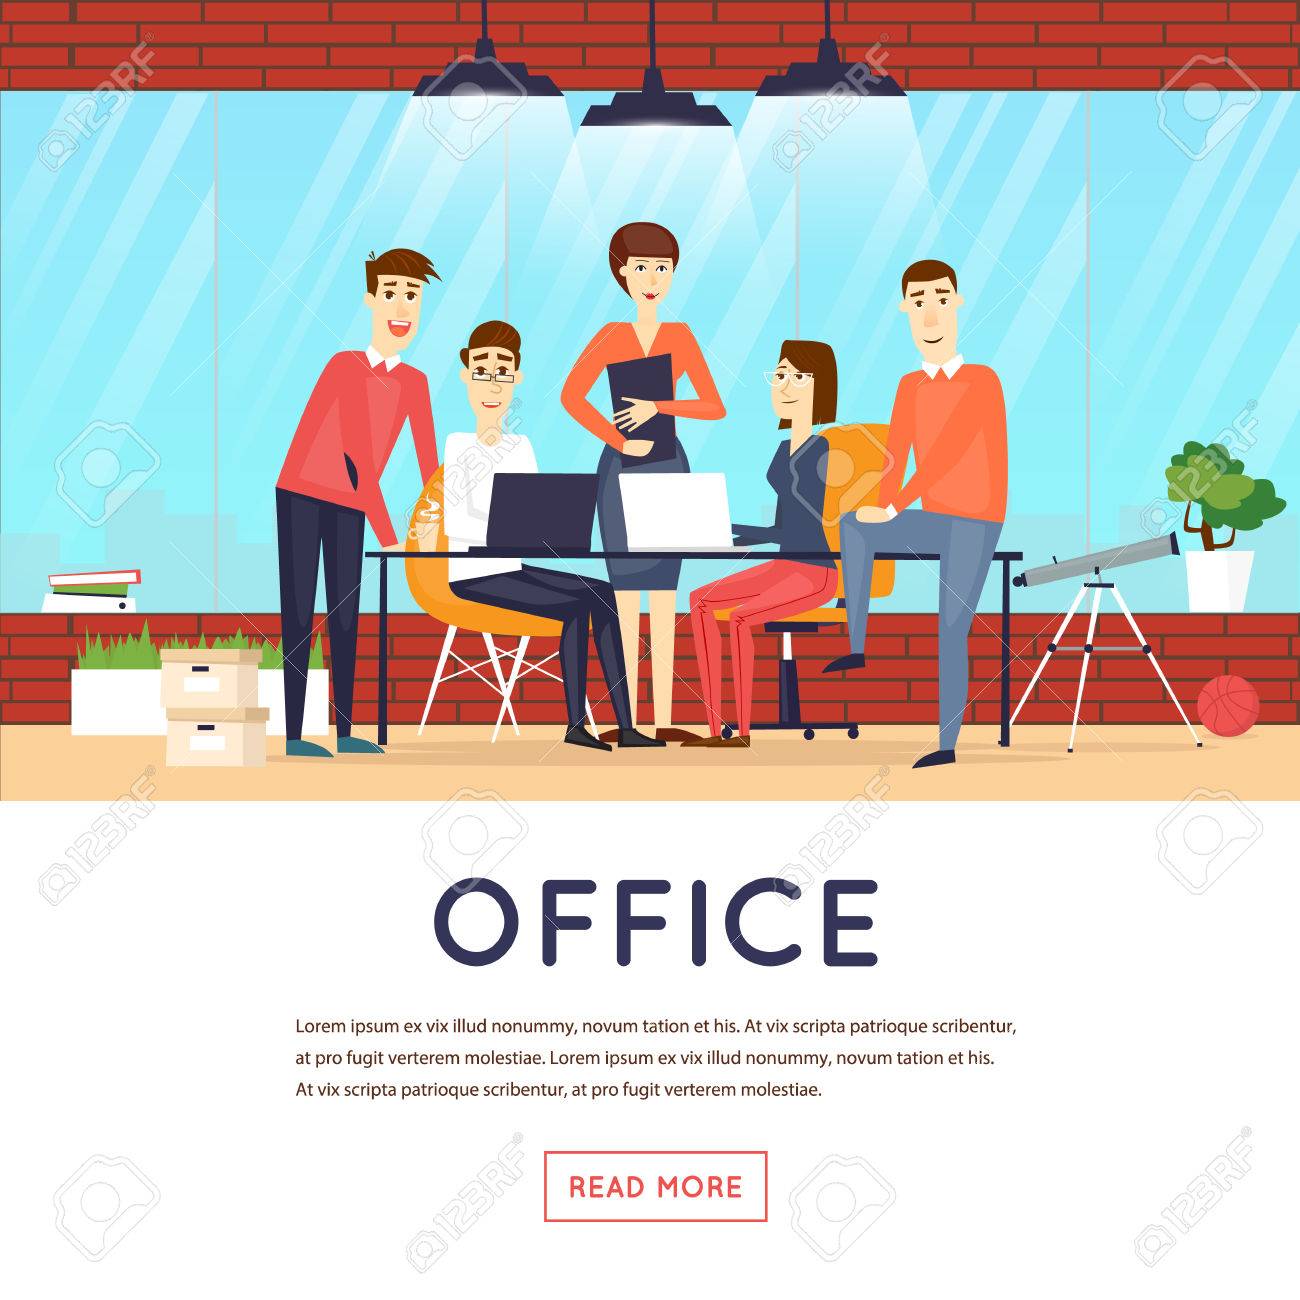 123RF
OFFICE
Lorem ipsum ex vix illud nonummy, novum tation et his. At vix scripta patrioque scribentur,
at pro fugit verterem molestiae. Lorem ipsum ex vix illud nonummy, novum tation et his.
At vix scripta patrioque scribentur, at pro fugit verterem molestiae.
READ MORE